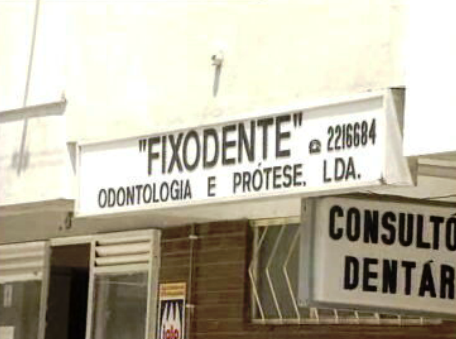 "FIXODENTE" ☎ 2216684
ODONTOLOGIA E PRÓTESE, LDA.
CONSULTÓ
DENTÁR